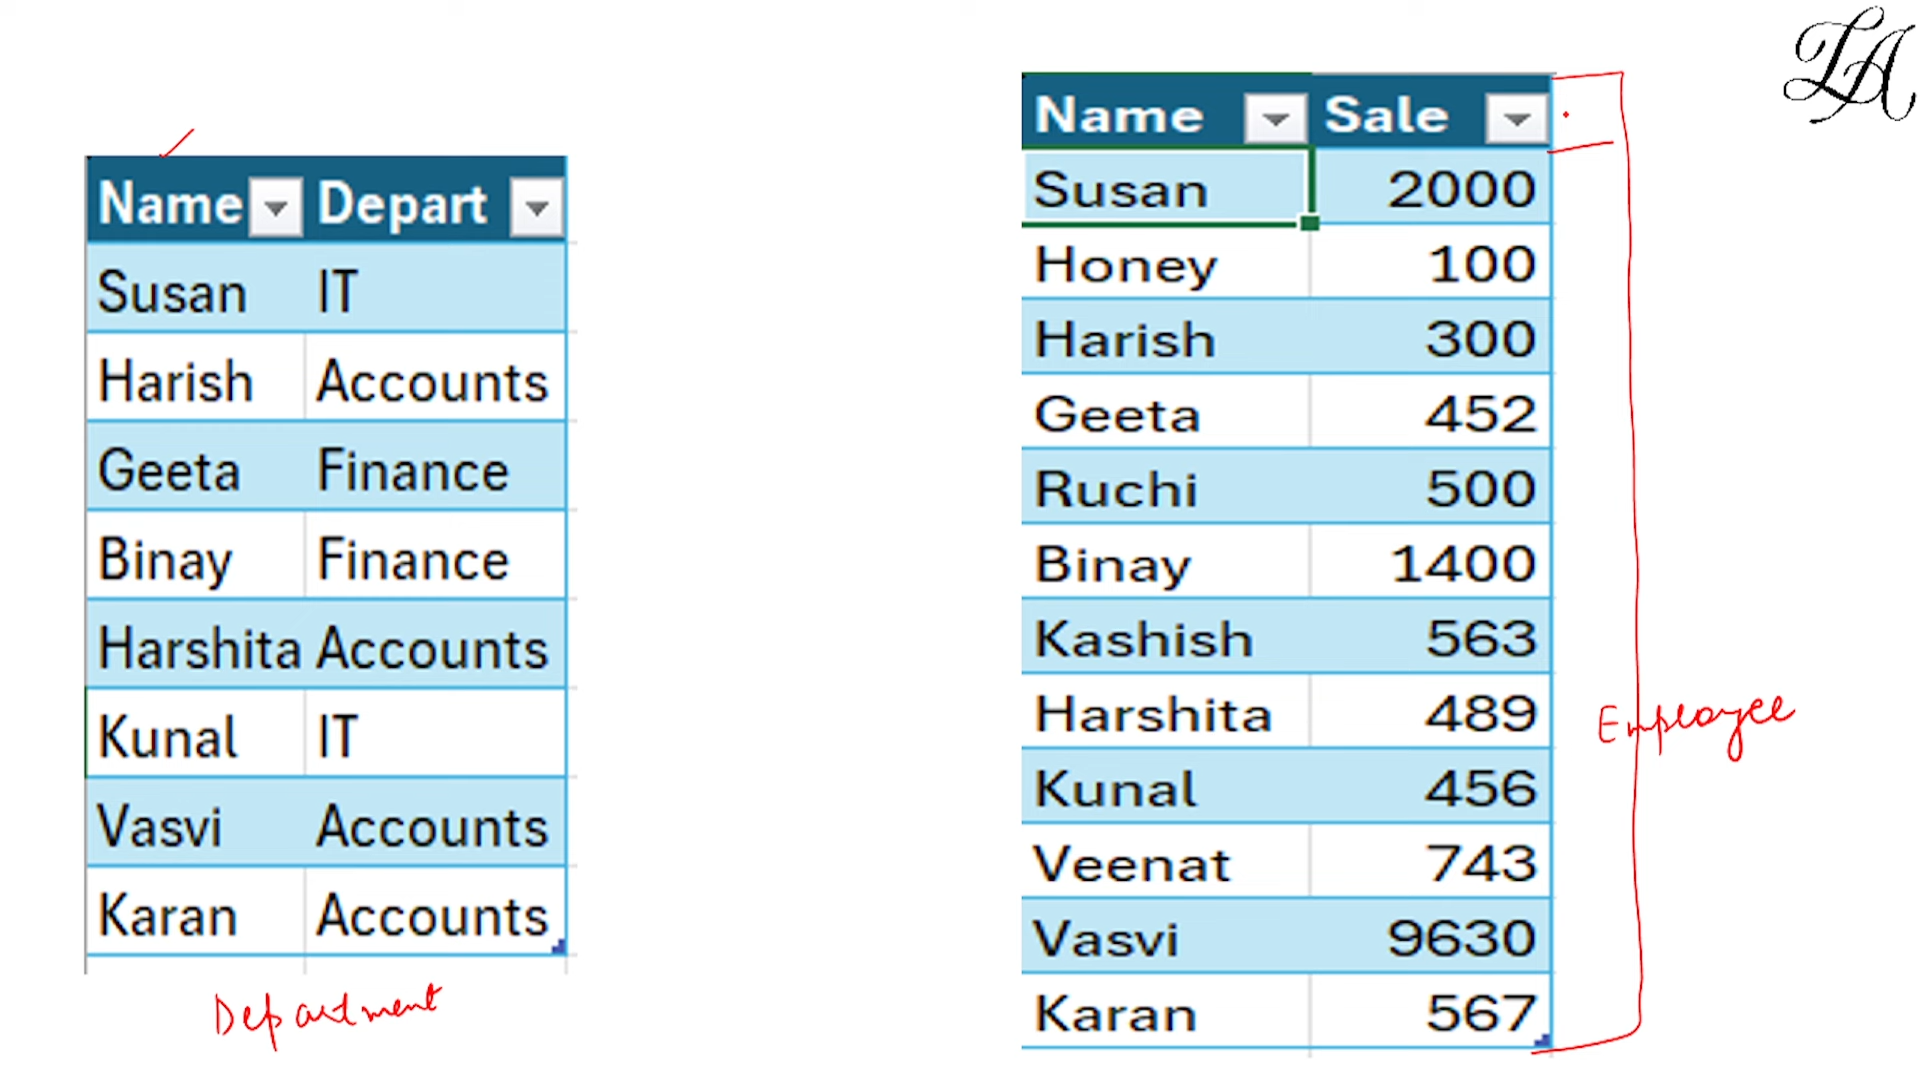 LA
Name Depart
Susan IT
Harish Accounts
Geeta Finance
Binay Finance
Harshita Accounts
Kunal IT
Vasvi Accounts
Karan Accounts
Department
Name Sale
Susan 2000
Honey 100
Harish 300
Geeta 452
Ruchi 500
Binay 1400
Kashish 563
Harshita 489
Kunal 456
Veenat 743
Vasvi 9630
Karan 567
Employee